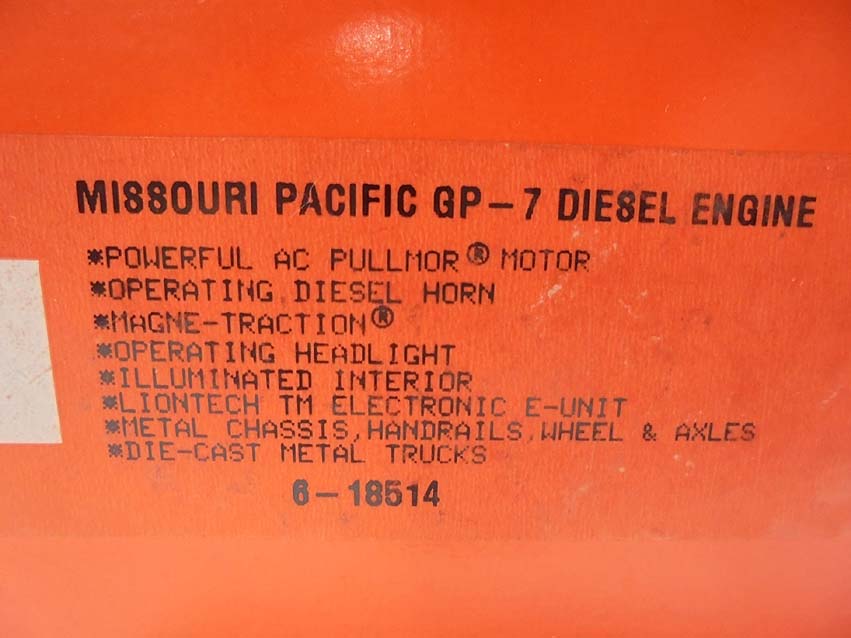 MISSOURI PACIFIC GP-7 DIESEL ENGINE
*POWERFUL AC PULLMOR® MOTOR
*OPERATING DIESEL HORN
*MAGNE-TRACTION®
*OPERATING HEADLIGHT
*ILLUMINATED INTERIOR
*LIONTECH TM ELECTRONIC E-UNIT
*METAL CHASSIS,HANDRAILS,WHEEL & AXLES
*DIE-CAST METAL TRUCKS
6-18514